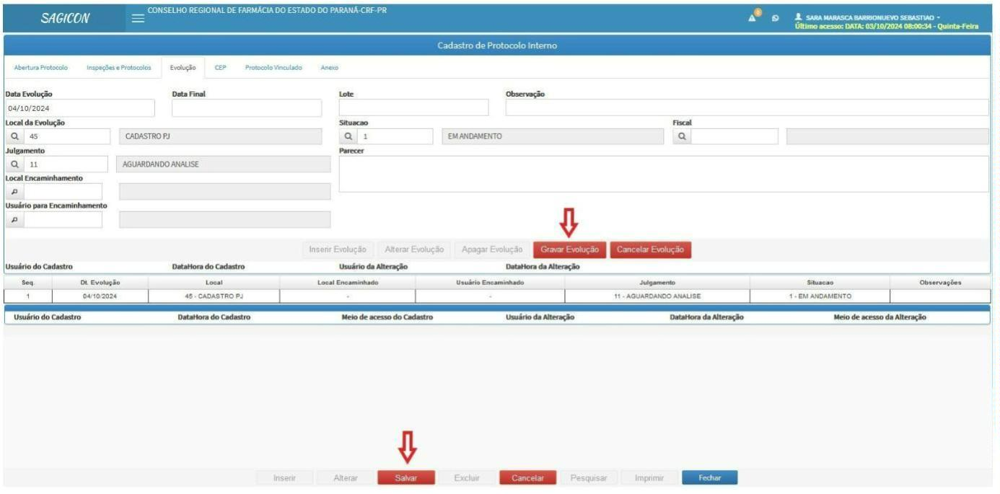 SAGICON
CONSELHO REGIONAL DE FARMÁCIA DO ESTADO DO PARANÁ-CRF-PR
0
SARA MARASCA BARRIONUEVO SEBASTIAO
Último acesso: DATA: 03/10/2024 08:00:34 - Quinta-Feira
Cadastro de Protocolo Interno
Abertura Protocolo Inspeções e Protocolos Evolução CEP Protocolo Vinculado Anexo
Data Evolução Data Final Lote Observação
04/10/2024
Local da Evolução Situacao Fiscal
45 CADASTRO PJ 1 EM ANDAMENTO
Julgamento Parecer
11 AGUARDANDO ANALISE
Local Encaminhamento
Usuário para Encaminhamento
Inserir Evolução Alterar Evolução Apagar Evolução Gravar Evolução Cancelar Evolução
Usuário do Cadastro DataHora do Cadastro Usuário da Alteração DataHora da Alteração
Seq. Dt. Evolução Local Local Encaminhado Usuário Encaminhado Julgamento Situacao Observações
1 04/10/2024 45 - CADASTRO PJ - - 11 - AGUARDANDO ANALISE 1 - EM ANDAMENTO
Usuário do Cadastro DataHora do Cadastro Meio de acesso do Cadastro Usuário da Alteração DataHora da Alteração Meio de acesso da Alteração
Inserir Alterar Salvar Excluir Cancelar Pesquisar Imprimir Fechar